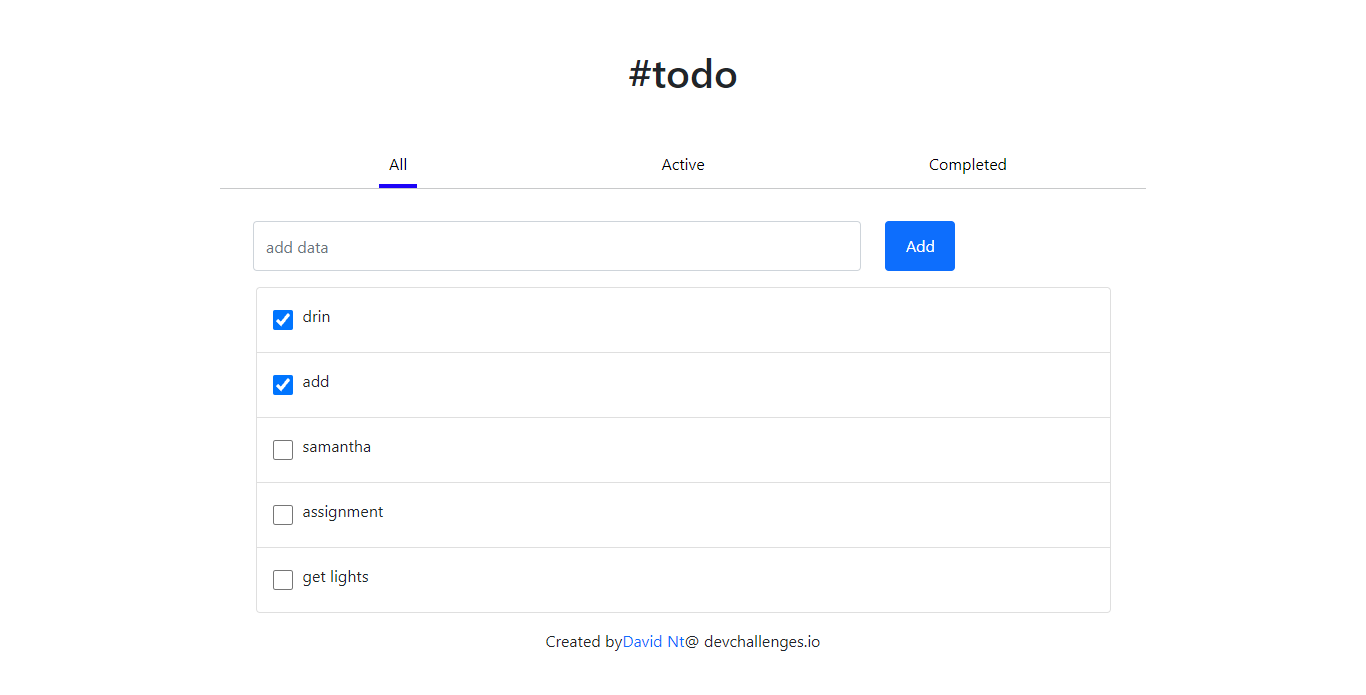 #todo
All Active Completed
add data Add
drin
add
samantha
assignment
get lights
Created byDavid Nt@ devchallenges.io